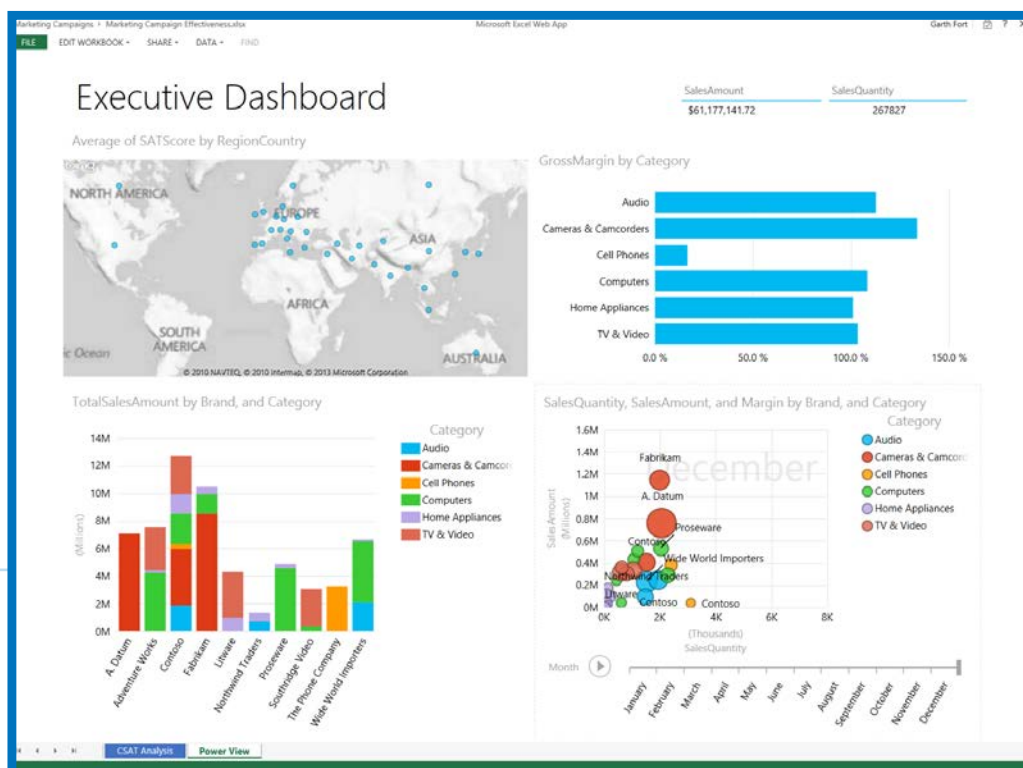 Marketing Campaigns › Marketing Campaign Effectiveness.xlsx
Microsoft Excel Web App
Garth Fort
?
FILE
EDIT WORKBOOK
SHARE
DATA
FIND
Executive Dashboard
SalesAmount
SalesQuantity
$61,177,141.72
267827
Average of SATScore by RegionCountry
NORTH AMERICA
EUROPE
ASIA
AFRICA
SOUTH
AMERICA
ic Ocean
AUSTRALIA
© 2010 NAVTEQ, © 2010 Intermap, © 2013 Microsoft Corporation
GrossMargin by Category
Audio
Cameras & Camcorders
Cell Phones
Computers
Home Appliances
TV & Video
0.0 %
50.0 %
100.0 %
150.0 %
TotalSalesAmount by Brand, and Category
14M
12M
10M
8M
6M
4M
2M
0M
(Millions)
A. Datum
Adventure Works
Contoso
Fabrikam
Litware
Northwind Traders
Proseware
Southridge Video
The Phone Company
Wide World Importers
Category
Audio
Cameras & Camcor
Cell Phones
Computers
Home Appliances
TV & Video
SalesQuantity, SalesAmount, and Margin by Brand, and Category
December
1.6M
1.4M
1.2M
1M
0.8M
0.6M
0.4M
0.2M
0M
SalesAmount
(Millions)
Fabrikam
A. Datum
Proseware
Contoso
Wide World Importers
Northwind Traders
Litware
Contoso
Contoso
0K
2K
4K
6K
8K
(Thousands)
SalesQuantity
Category
Audio
Cameras & Camcor
Cell Phones
Computers
Home Appliances
TV & Video
Month
January
February
March
April
May
June
July
August
September
October
November
December
CSAT Analysis
Power View